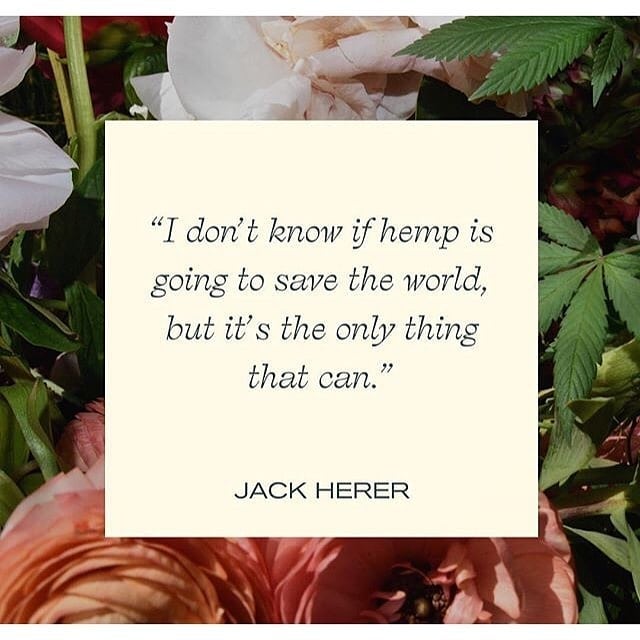 “I don’t know if hemp is
going to save the world,
but it’s the only thing
that can.”
JACK HERER